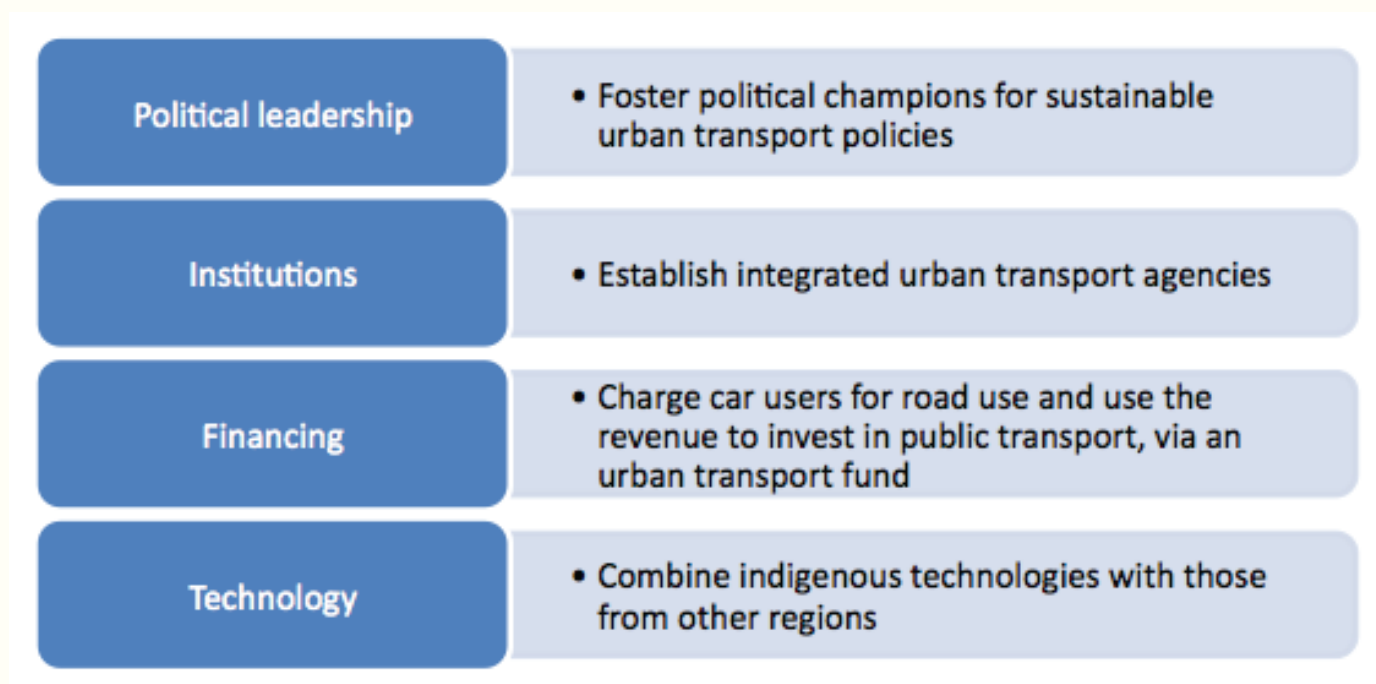 Political leadership
• Foster political champions for sustainable
urban transport policies
Institutions
• Establish integrated urban transport agencies
Financing
• Charge car users for road use and use the
revenue to invest in public transport, via an
urban transport fund
Technology
• Combine indigenous technologies with those
from other regions